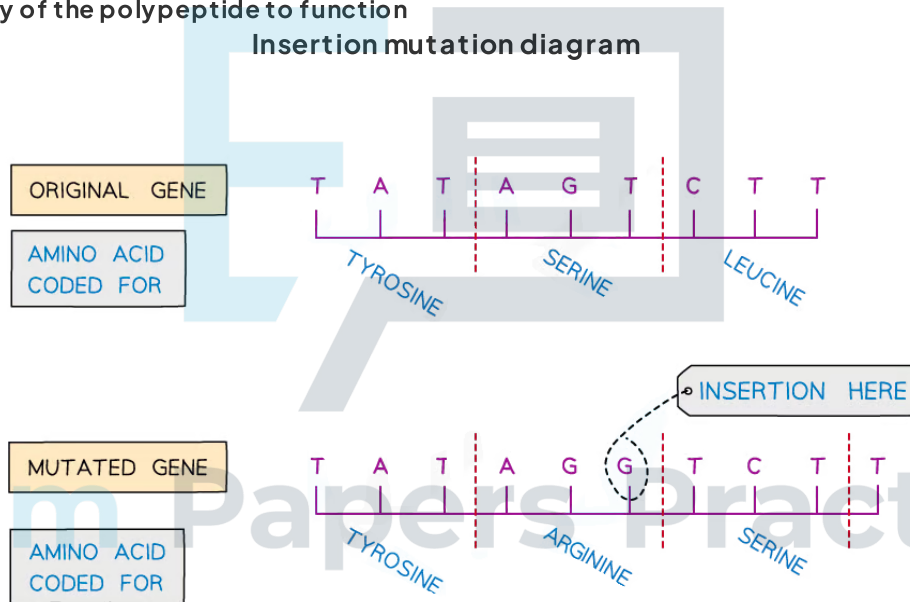 y of the polypeptide to function
Insertion mutation diagram
ORIGINAL GENE
T A T A G T C T T
AMINO ACID
CODED FOR
TYROSINE SERINE LEUCINE
INSERTION HERE
MUTATED GENE
T A T A G G T C T T
m Papers Pract
AMINO ACID
CODED FOR
TYROSINE ARGININE SERINE